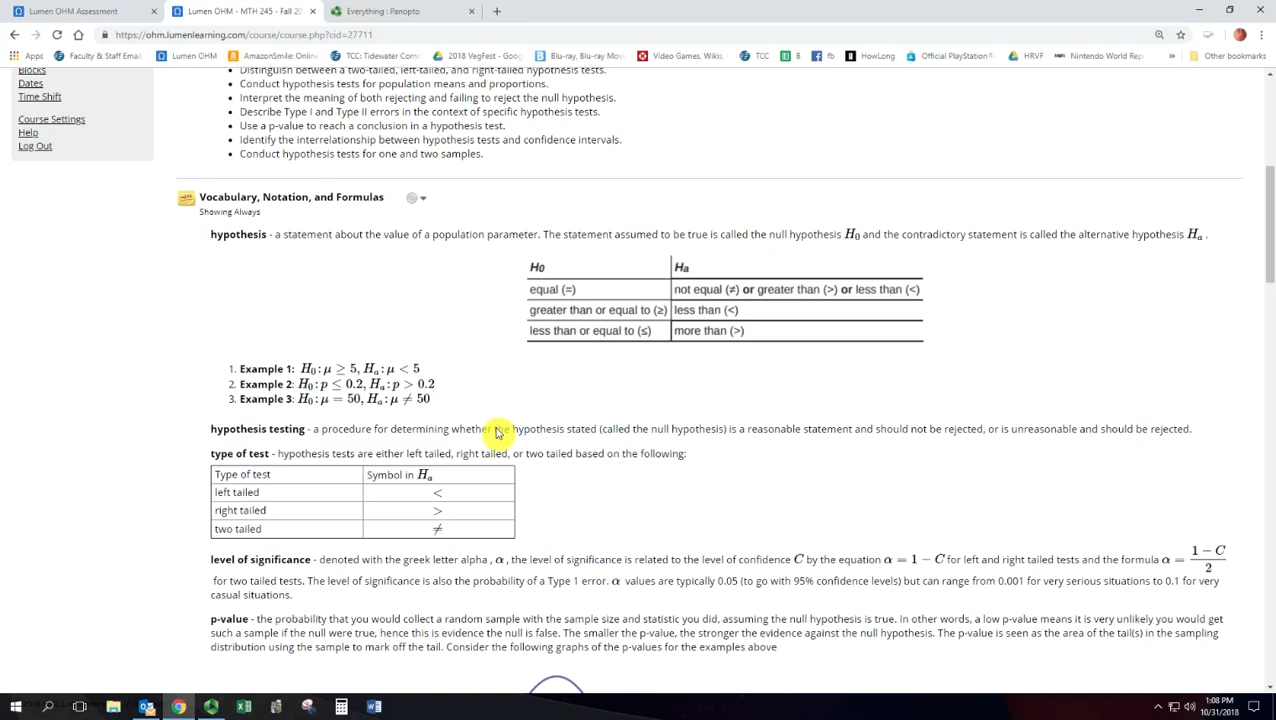 Lumen OHM Assessment
Lumen OHM - MTH 245 - Fall 20
Everything : Panopto
https://ohm.lumenlearning.com/course/course.php?cid=27711
Apps Faculty & Staff Email Lumen OHM AmazonSmile: Onlin TCC: Tidewater Comm 2018 VegFest - Goog Blu-ray, Blu-ray Mov Video Games, Wikis, TCC B fb HowLong Official PlayStation HRVF Nintendo World Rep » Other bookmarks
Blocks
Dates
Time Shift
Course Settings
Help
Log Out
• Distinguish between a two-tailed, left-tailed, and right-tailed hypothesis tests.
• Conduct hypothesis tests for population means and proportions.
• Interpret the meaning of both rejecting and failing to reject the null hypothesis.
• Describe Type I and Type II errors in the context of specific hypothesis tests.
• Use a p-value to reach a conclusion in a hypothesis test.
• Identify the interrelationship between hypothesis tests and confidence intervals.
• Conduct hypothesis tests for one and two samples.
Vocabulary, Notation, and Formulas
Showing Always
hypothesis - a statement about the value of a population parameter. The statement assumed to be true is called the null hypothesis H₀ and the contradictory statement is called the alternative hypothesis Hₐ .
H₀ Hₐ
equal (=) not equal (≠) or greater than (>) or less than (<)
greater than or equal to (≥) less than (<)
less than or equal to (≤) more than (>)
1. Example 1: H₀ : μ ≥ 5, Hₐ : μ < 5
2. Example 2: H₀ : p ≤ 0.2, Hₐ : p > 0.2
3. Example 3: H₀ : μ = 50, Hₐ : μ ≠ 50
hypothesis testing - a procedure for determining whether the hypothesis stated (called the null hypothesis) is a reasonable statement and should not be rejected, or is unreasonable and should be rejected.
type of test - hypothesis tests are either left tailed, right tailed, or two tailed based on the following:
Type of test Symbol in Hₐ
left tailed <
right tailed >
two tailed ≠
level of significance - denoted with the greek letter alpha , α, the level of significance is related to the level of confidence C by the equation α = 1 − C for left and right tailed tests and the formula α = (1 − C)/2
for two tailed tests. The level of significance is also the probability of a Type 1 error. α values are typically 0.05 (to go with 95% confidence levels) but can range from 0.001 for very serious situations to 0.1 for very
casual situations.
p-value - the probability that you would collect a random sample with the sample size and statistic you did, assuming the null hypothesis is true. In other words, a low p-value means it is very unlikely you would get
such a sample if the null were true, hence this is evidence the null is false. The smaller the p-value, the stronger the evidence against the null hypothesis. The p-value is seen as the area of the tail(s) in the sampling
distribution using the sample to mark off the tail. Consider the following graphs of the p-values for the examples above
1:08 PM
10/31/2018